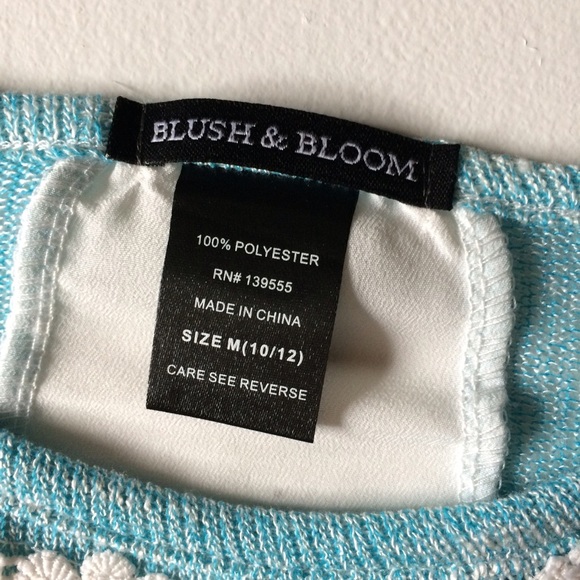 BLUSH & BLOOM
100% POLYESTER
RN# 139555
MADE IN CHINA
SIZE M(10/12)
CARE SEE REVERSE